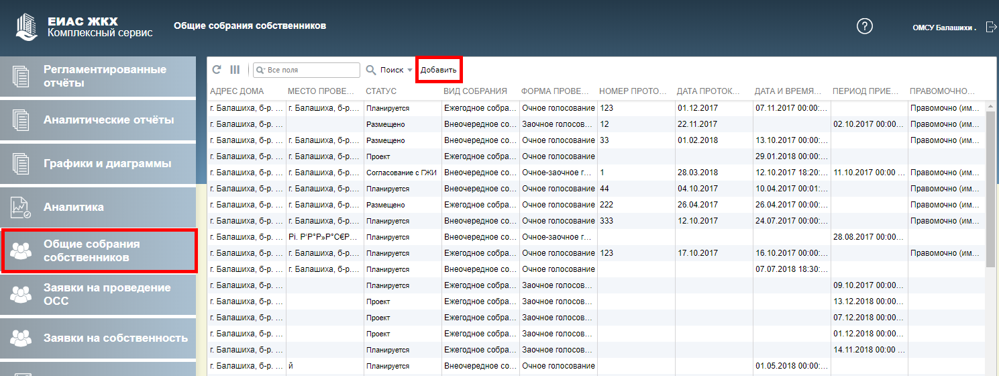 ЕИАС ЖКХ
Комплексный сервис
Общие собрания собственников
?
ОМСУ Балашихи .
Регламентированные
отчёты
Аналитические отчёты
Графики и диаграммы
Аналитика
Общие собрания
собственников
Заявки на проведение
ОСС
Заявки на собственность
Все поля Поиск Добавить
АДРЕС ДОМА МЕСТО ПРОВЕ... СТАТУС ВИД СОБРАНИЯ ФОРМА ПРОВЕ... НОМЕР ПРОТО... ДАТА ПРОТОК... ДАТА И ВРЕМЯ... ПЕРИОД ПРИЕ... ПРАВОМОЧНО...
г. Балашиха, б-р. ... г. Балашиха, б-р.... Планируется Ежегодное собра... Очное голосование 123 01.12.2017 07.11.2017 00:00:... Правомочно (им...
г. Балашиха, б-р. ... Размещено Внеочередное со... Заочное голосов... 12 22.11.2017 02.10.2017 00:00... Правомочно (им...
г. Балашиха, б-р. ... г. Балашиха, б-р.... Размещено Внеочередное со... Очное голосование 33 01.02.2018 13.10.2017 00:00:... Правомочно (им...
г. Балашиха, б-р. ... г. Балашиха, б-р.... Проект Ежегодное собра... Очное голосование 29.01.2018 00:00:...
г. Балашиха, б-р. ... г. Балашиха, б-р.... Согласование с ГЖИ Внеочередное со... Очное-заочное г... 1 28.03.2018 12.10.2017 18:20:... 11.10.2017 00:00 ... Правомочно (им...
г. Балашиха, б-р. ... г. Балашиха, б-р.... Планируется Внеочередное со... Очное голосование 44 04.10.2017 10.04.2017 00:01:... Правомочно (им...
г. Балашиха, б-р. ... г. Балашиха, б-р.... Размещено Ежегодное собра... Очное голосование 222 26.04.2017 26.04.2017 00:00:... Правомочно (им...
г. Балашиха, б-р. ... г. Балашиха, б-р.... Планируется Внеочередное со... Очное голосование 333 12.10.2017 24.07.2017 00:00:... Правомочно (им...
г. Балашиха, б-р. ... Рі. Р‘Р°Р»Р°С€Р... Планируется Внеочередное со... Очное-заочное г... 28.08.2017 00:00...
г. Балашиха, б-р. ... г. Балашиха, б-р.... Планируется Ежегодное собра... Очное голосование 123 17.10.2017 16.10.2017 00:00:... Правомочно (им...
г. Балашиха, б-р. ... г. Балашиха, б-р.... Планируется Внеочередное со... Очное голосование 07.07.2018 18:30:...
г. Балашиха, б-р. ... Планируется Ежегодное собра... Заочное голосов... 09.10.2017 00:00...
г. Балашиха, б-р. ... Проект Ежегодное собра... Заочное голосов... 13.12.2018 00:00...
г. Балашиха, б-р. ... Проект Ежегодное собра... Заочное голосов... 07.12.2018 00:00...
г. Балашиха, б-р. ... Проект Ежегодное собра... Заочное голосов... 01.12.2018 00:00...
г. Балашиха, б-р. ... Планируется Ежегодное собра... Заочное голосов... 14.11.2018 00:00 ...
г. Балашиха, б-р. ... й Планируется Внеочередное со... Очное голосование 01.05.2018 00:00:...